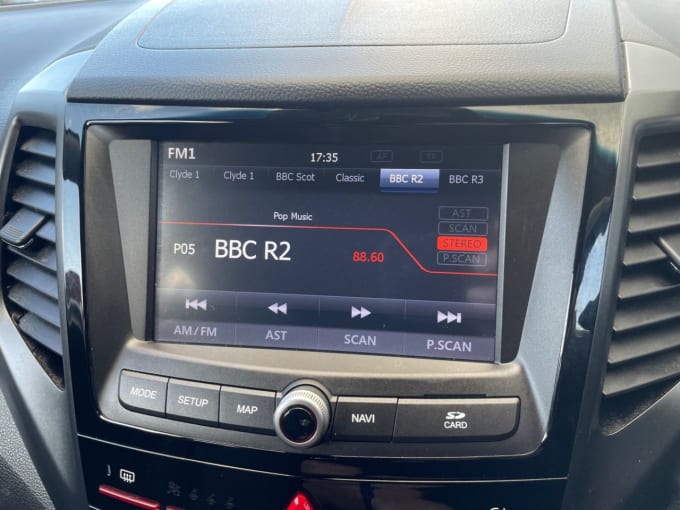 FM1 17:35 AF TP
Clyde 1 Clyde 1 BBC Scot Classic BBC R2 BBC R3
Pop Music
AST
SCAN
STEREO
P.SCAN
P05 BBC R2 88.60
AM/FM AST SCAN P.SCAN
MODE SETUP MAP NAVI SD CARD